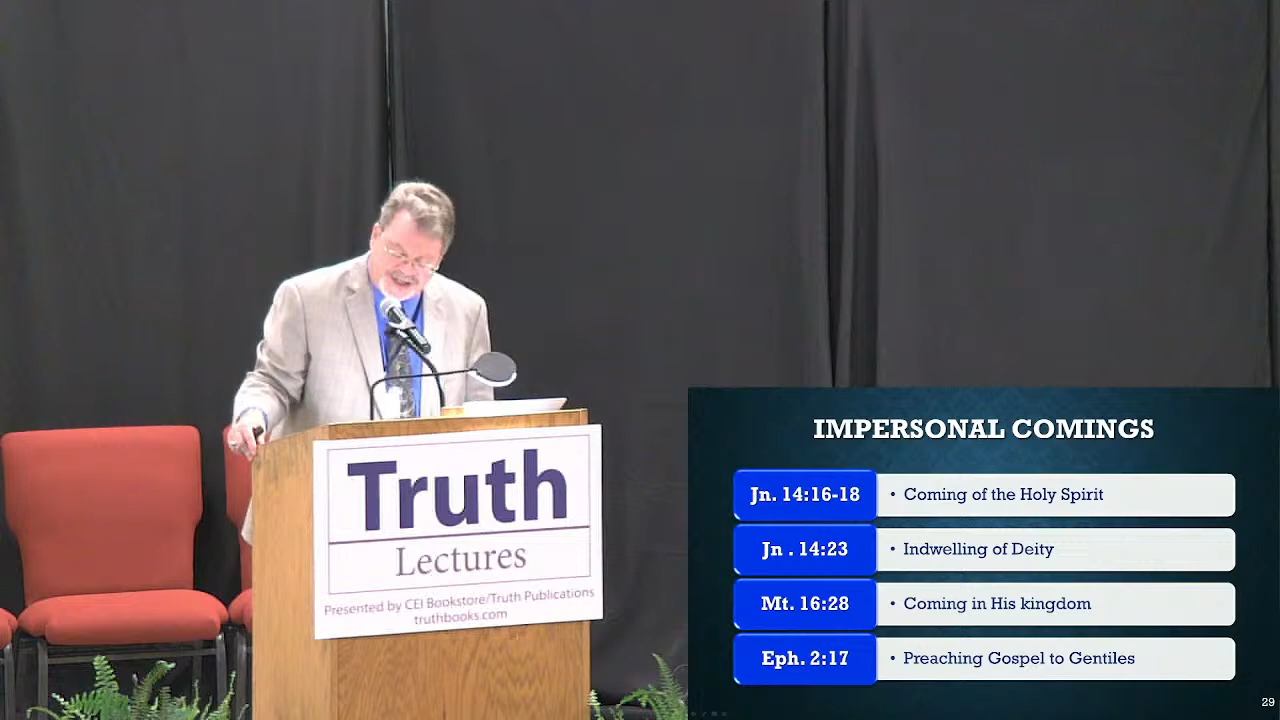 Truth
Lectures
Presented by CEI Bookstore/Truth Publications
truthbooks.com
IMPERSONAL COMINGS
Jn. 14:16-18 • Coming of the Holy Spirit
Jn . 14:23 • Indwelling of Deity
Mt. 16:28 • Coming in His kingdom
Eph. 2:17 • Preaching Gospel to Gentiles
29